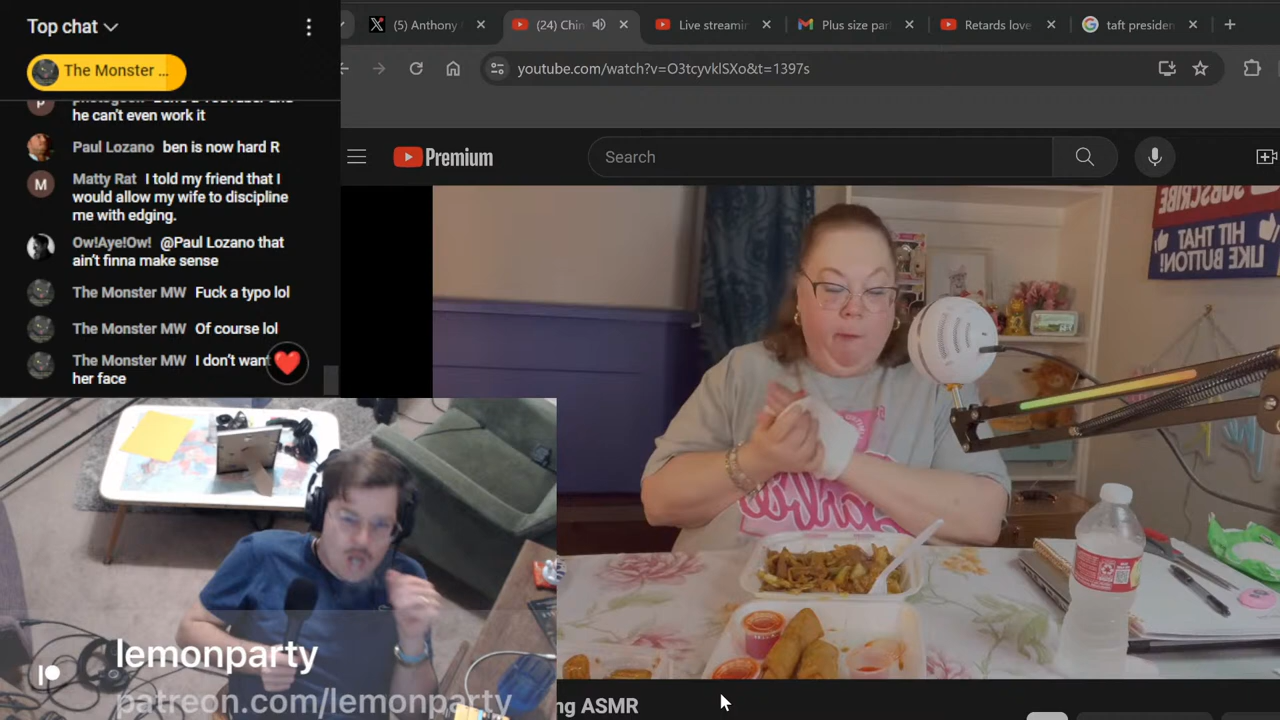 Top chat
The Monster ...
he can't even work it
Paul Lozano ben is now hard R
Matty Rat I told my friend that I
would allow my wife to discipline
me with edging.
Ow!Aye!Ow! @Paul Lozano that
ain't finna make sense
The Monster MW Fuck a typo lol
The Monster MW Of course lol
The Monster MW I don't want
her face
(5) Anthony
(24) Chin
Live streamin
Plus size par
Retards love
taft presiden
youtube.com/watch?v=O3tcyvklSXo&t=1397s
Premium
Search
SUBSCRIBE
HIT THAT
LIKE BUTTON!
lemonparty
patreon.com/lemonparty
ng ASMR